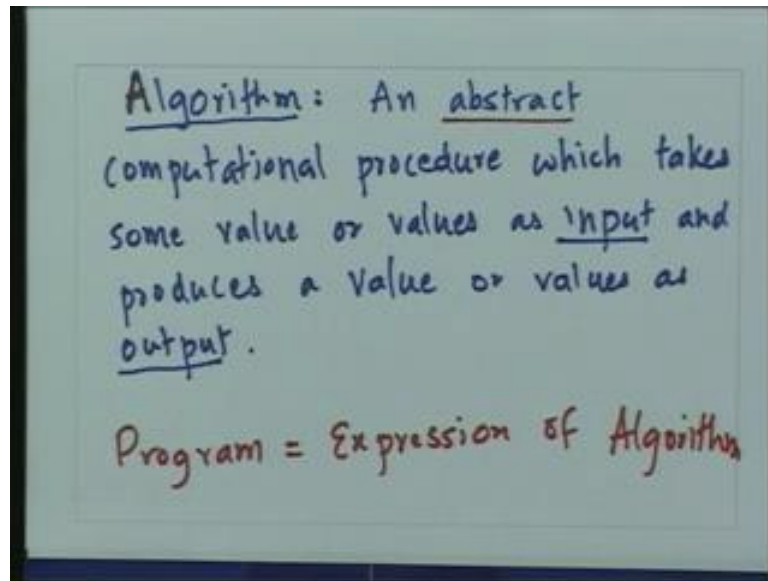 Algorithm: An abstract
computational procedure which takes
some value or values as input and
produces a value or values as
output.
Program = Expression of Algorithm